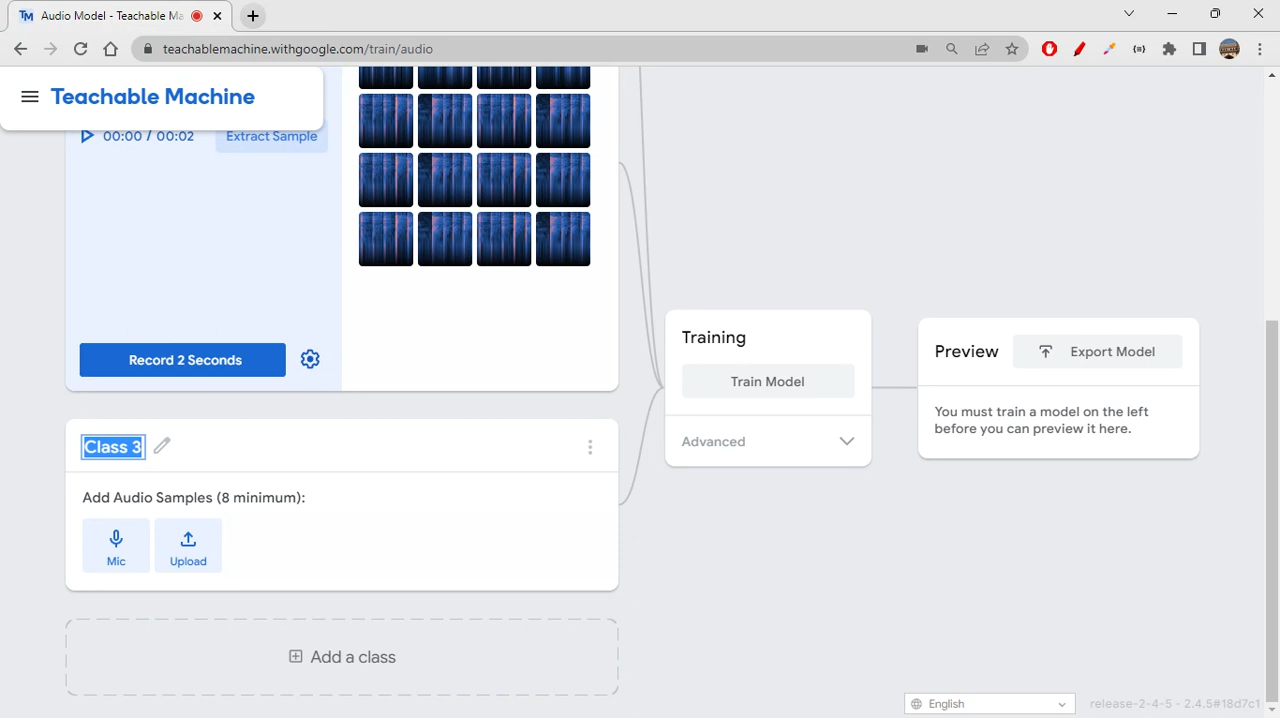 Audio Model - Teachable Ma
teachablemachine.withgoogle.com/train/audio
Teachable Machine
00:00 / 00:02
Extract Sample
Record 2 Seconds
Class 3
Add Audio Samples (8 minimum):
Mic
Upload
Add a class
Training
Train Model
Advanced
Preview
Export Model
You must train a model on the left
before you can preview it here.
English
release-2-4-5 - 2.4.5#18d7c1